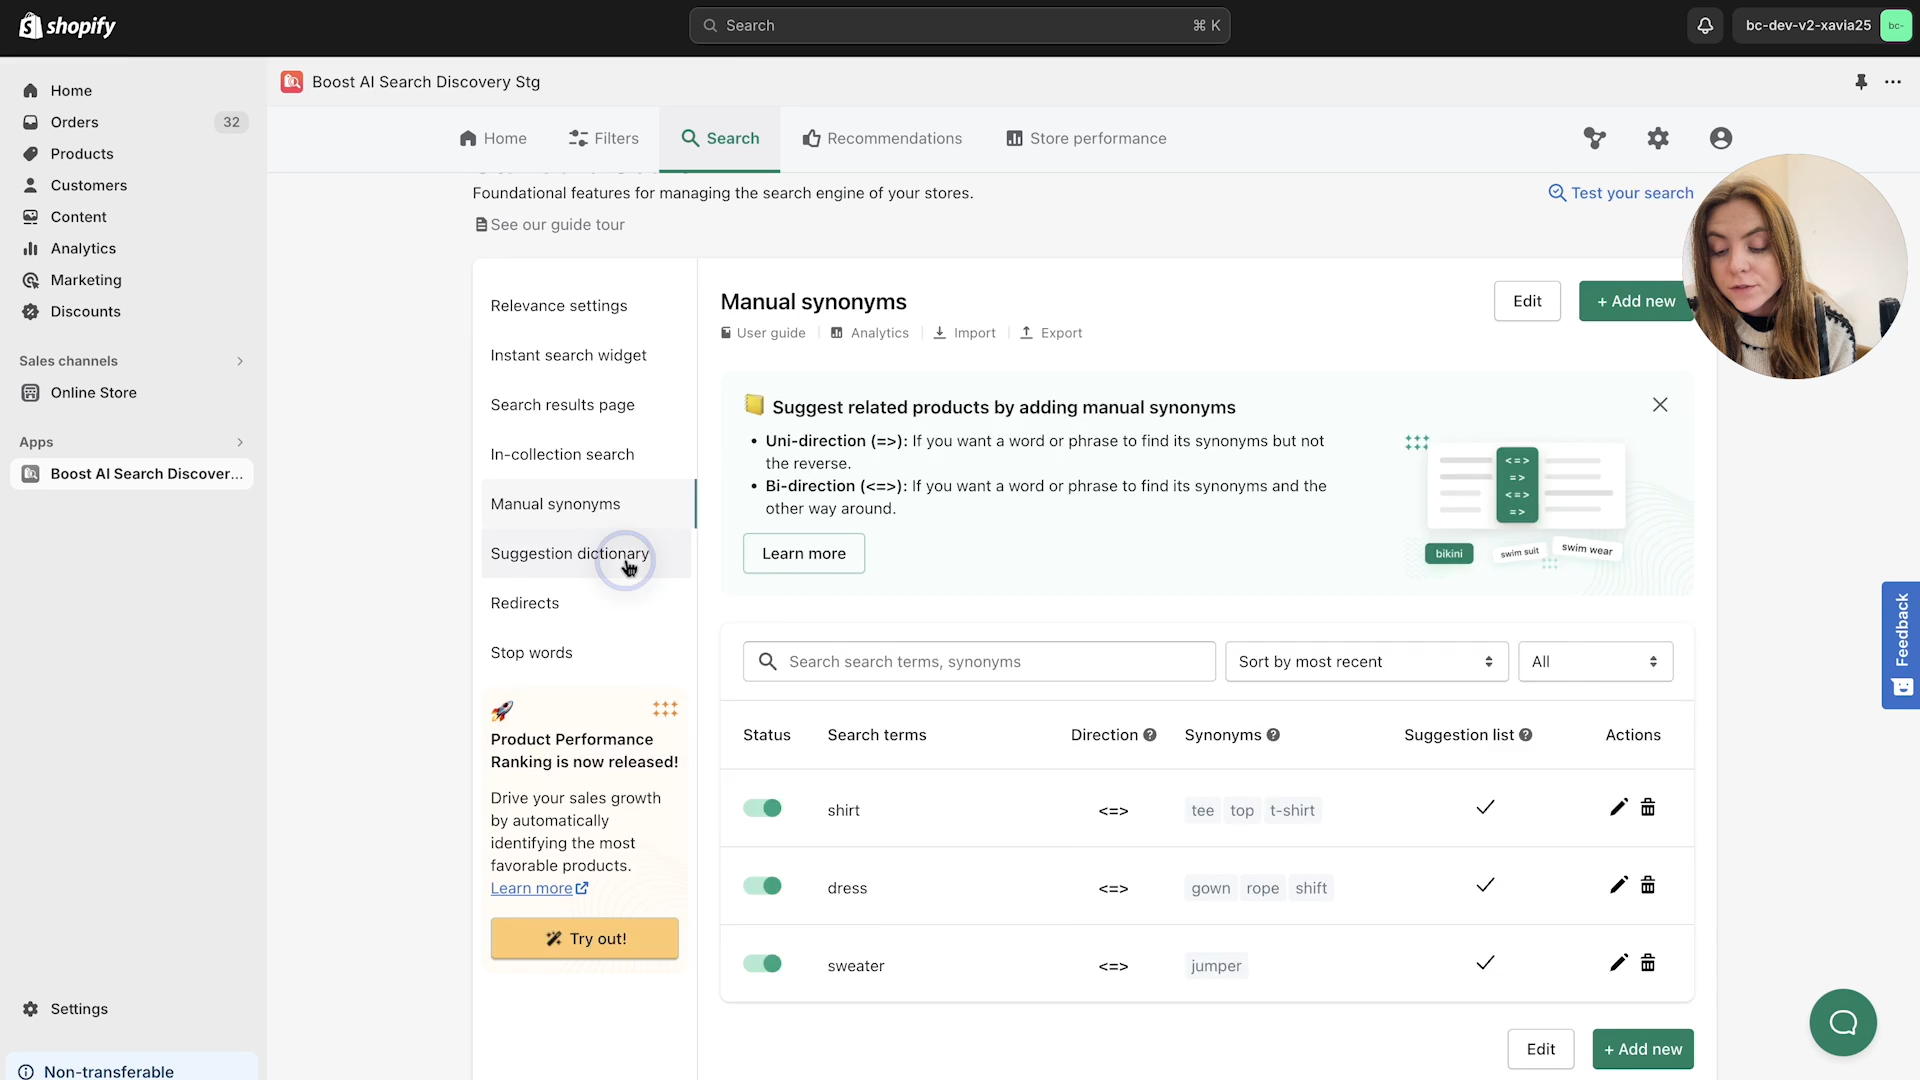 shopify
Search
⌘ K
bc-dev-v2-xavia25
bc-
Home
Orders
32
Products
Customers
Content
Analytics
Marketing
Discounts
Sales channels
Online Store
Apps
Boost AI Search Discover...
Settings
Non-transferable
Boost AI Search Discovery Stg
Home
Filters
Search
Recommendations
Store performance
Foundational features for managing the search engine of your stores.
See our guide tour
Test your search
Relevance settings
Instant search widget
Search results page
In-collection search
Manual synonyms
Suggestion dictionary
Redirects
Stop words
Product Performance
Ranking is now released!
Drive your sales growth
by automatically
identifying the most
favorable products.
Learn more
Try out!
Manual synonyms
User guide
Analytics
Import
Export
Edit
+ Add new
Suggest related products by adding manual synonyms
• Uni-direction (=>): If you want a word or phrase to find its synonyms but not
the reverse.
• Bi-direction (<=>): If you want a word or phrase to find its synonyms and the
other way around.
Learn more
<=>
=>
<=>
=>
bikini
swim suit
swim wear
Search search terms, synonyms
Sort by most recent
All
Status
Search terms
Direction
Synonyms
Suggestion list
Actions
shirt
<=>
tee
top
t-shirt
dress
<=>
gown
rope
shift
sweater
<=>
jumper
Edit
+ Add new
Feedback